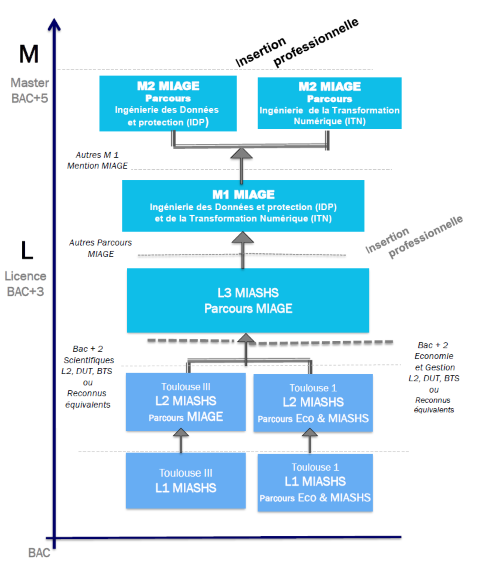 Insertion
professionnelle
M
Master
BAC+5
M2 MIAGE
Parcours
Ingénierie des Données
et protection (IDP)
M2 MIAGE
Parcours
Ingénierie de la Transformation
Numérique (ITN)
Autres M 1
Mention MIAGE
M1 MIAGE
Ingénierie des Données et protection (IDP)
et de la Transformation Numérique (ITN)
Autres Parcours
MIAGE
Insertion
professionnelle
L
Licence
BAC+3
L3 MIASHS
Parcours MIAGE
Bac + 2
Scientifiques
L2, DUT, BTS
ou
Reconnus
équivalents
Bac + 2
Economie
et Gestion
L2, DUT, BTS
ou
Reconnus
équivalents
Toulouse III
L2 MIASHS
Parcours MIAGE
Toulouse 1
L2 MIASHS
Parcours Eco & MIASHS
Toulouse III
L1 MIASHS
Toulouse 1
L1 MIASHS
Parcours Eco & MIASHS
BAC